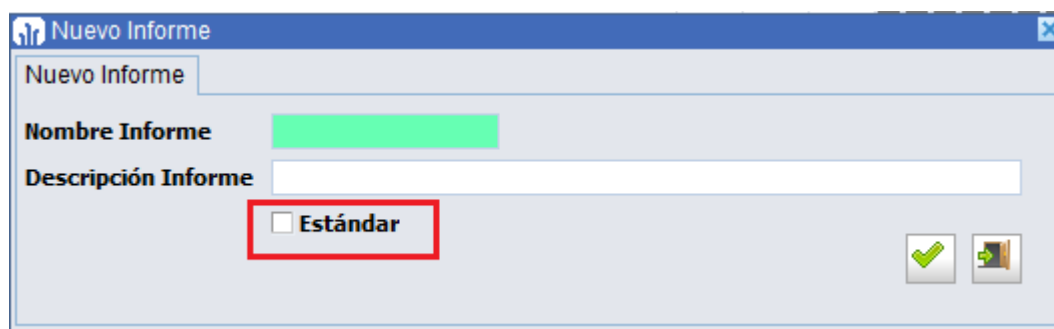 Nuevo Informe
Nuevo Informe
Nombre Informe
Descripción Informe
Estándar